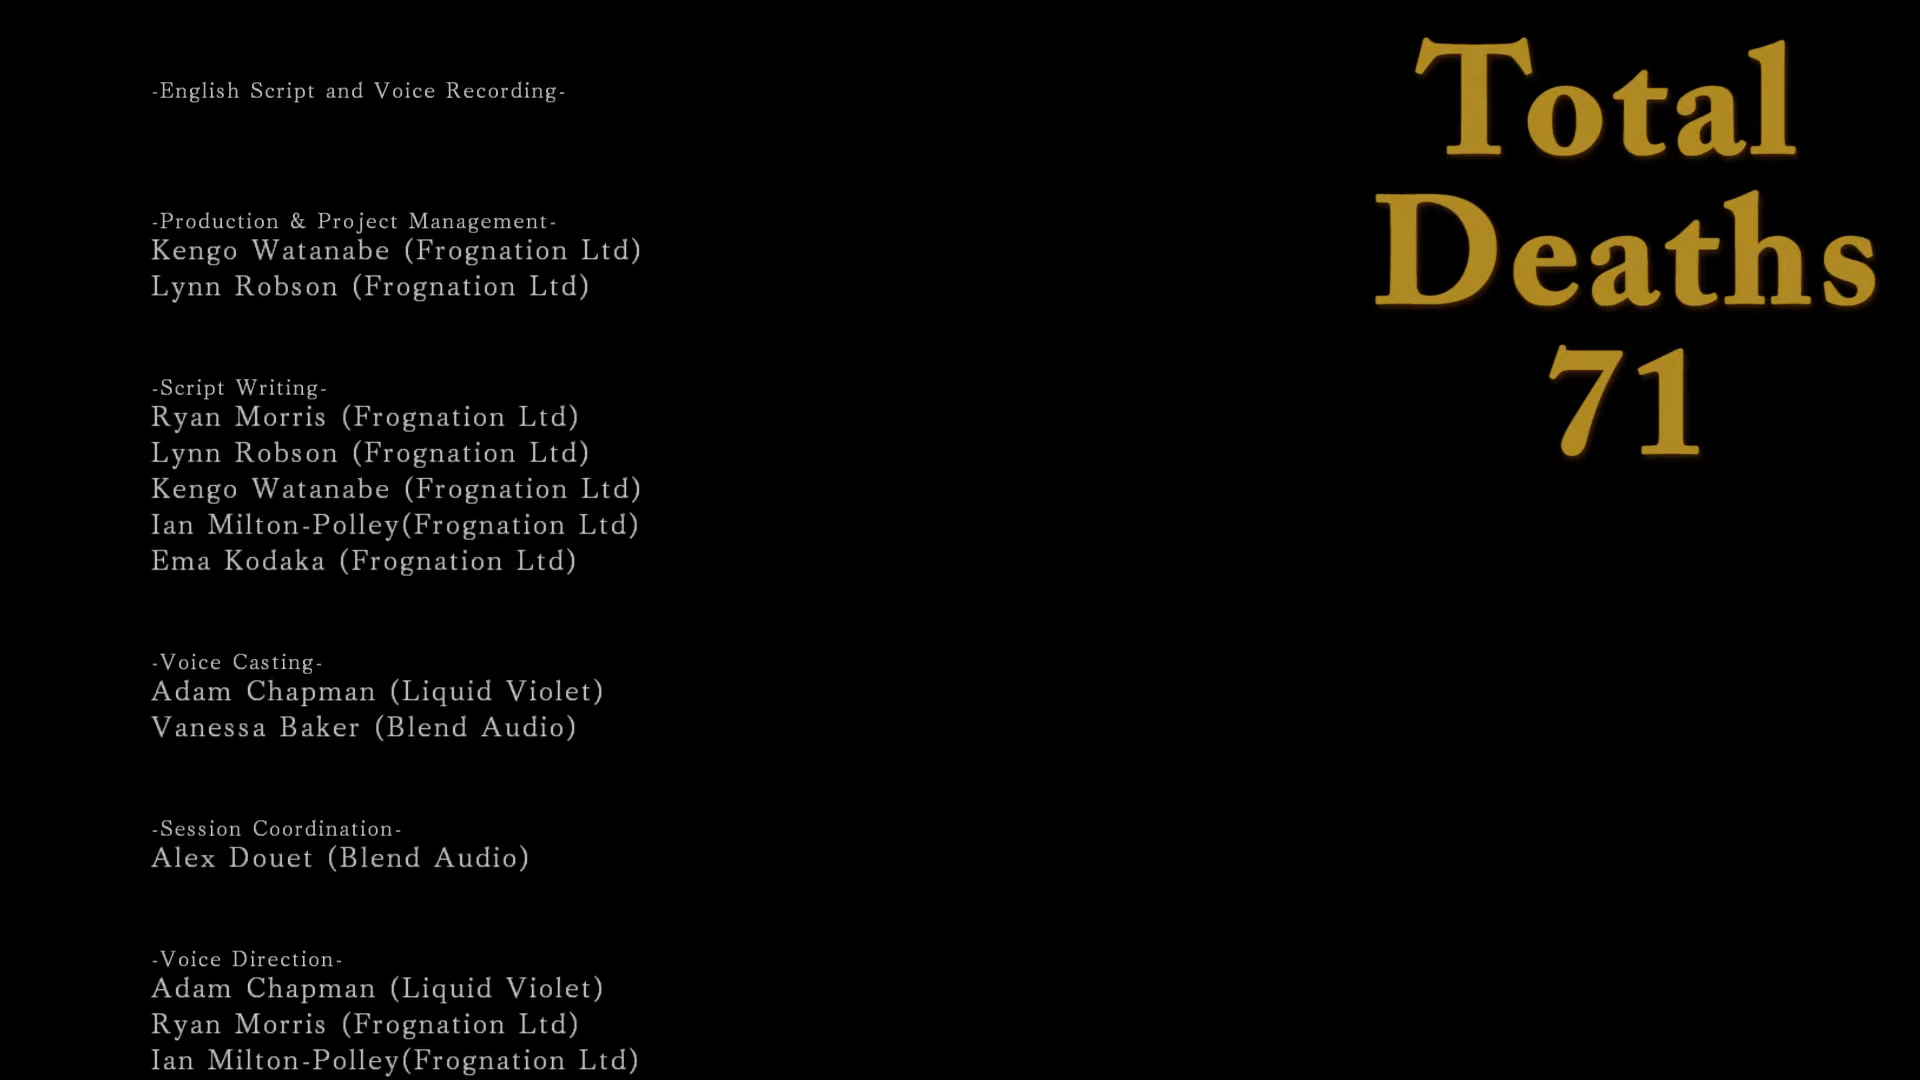 -English Script and Voice Recording-
-Production & Project Management-
Kengo Watanabe (Frognation Ltd)
Lynn Robson (Frognation Ltd)
-Script Writing-
Ryan Morris (Frognation Ltd)
Lynn Robson (Frognation Ltd)
Kengo Watanabe (Frognation Ltd)
Ian Milton-Polley(Frognation Ltd)
Ema Kodaka (Frognation Ltd)
-Voice Casting-
Adam Chapman (Liquid Violet)
Vanessa Baker (Blend Audio)
-Session Coordination-
Alex Douet (Blend Audio)
-Voice Direction-
Adam Chapman (Liquid Violet)
Ryan Morris (Frognation Ltd)
Ian Milton-Polley(Frognation Ltd)
Total
Deaths
71